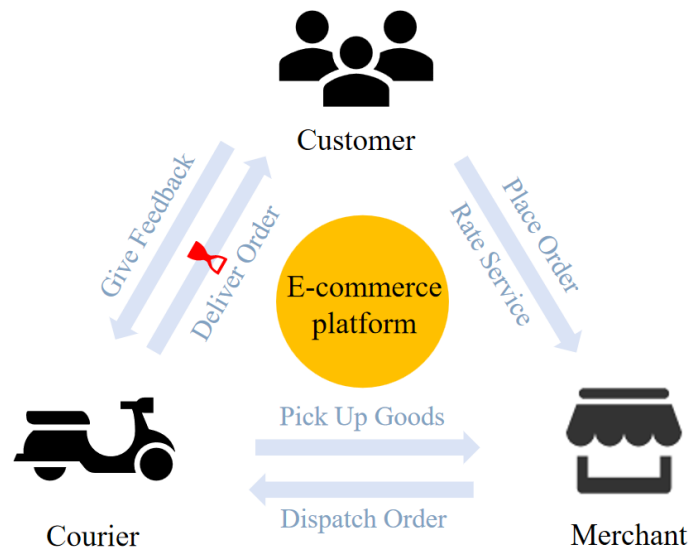 Customer
Give Feedback
Deliver Order
Place Order
Rate Service
E-commerce
platform
Pick Up Goods
Dispatch Order
Courier
Merchant